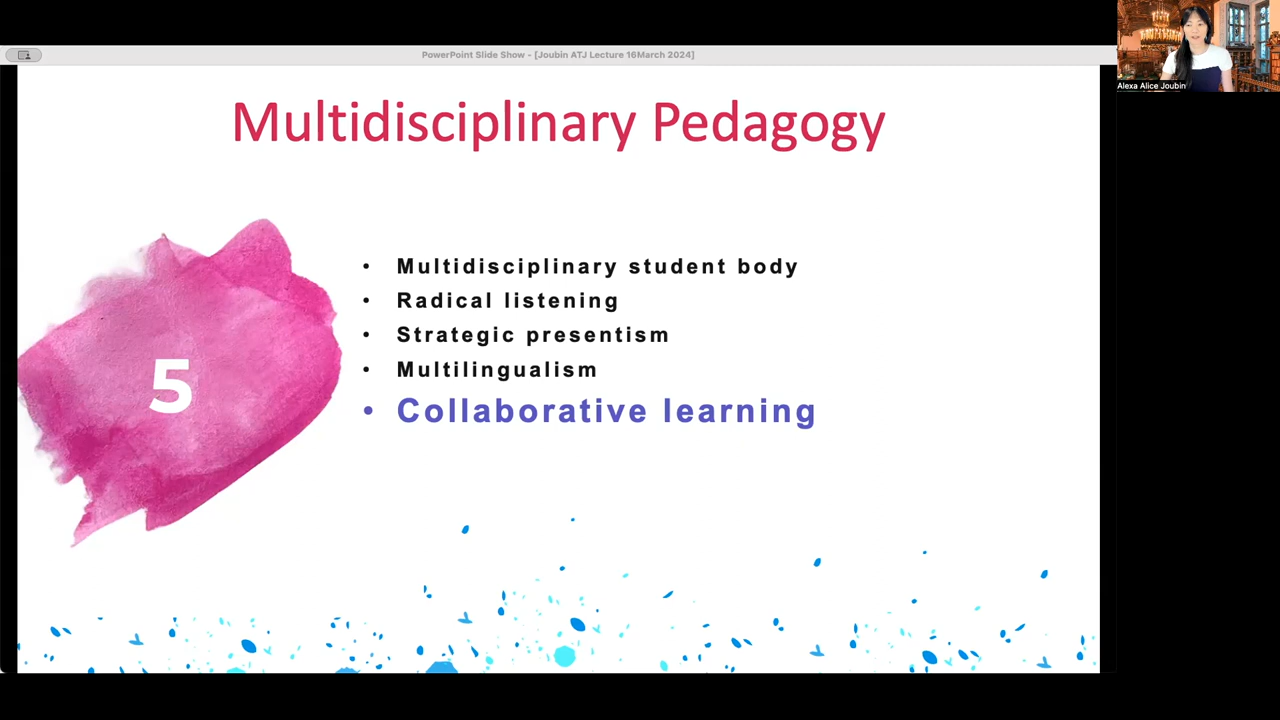 PowerPoint Slide Show - [Joubin ATJ Lecture 16March 2024]
Alexa Alice Joubin
Multidisciplinary Pedagogy
5
• Multidisciplinary student body
• Radical listening
• Strategic presentism
• Multilingualism
• Collaborative learning